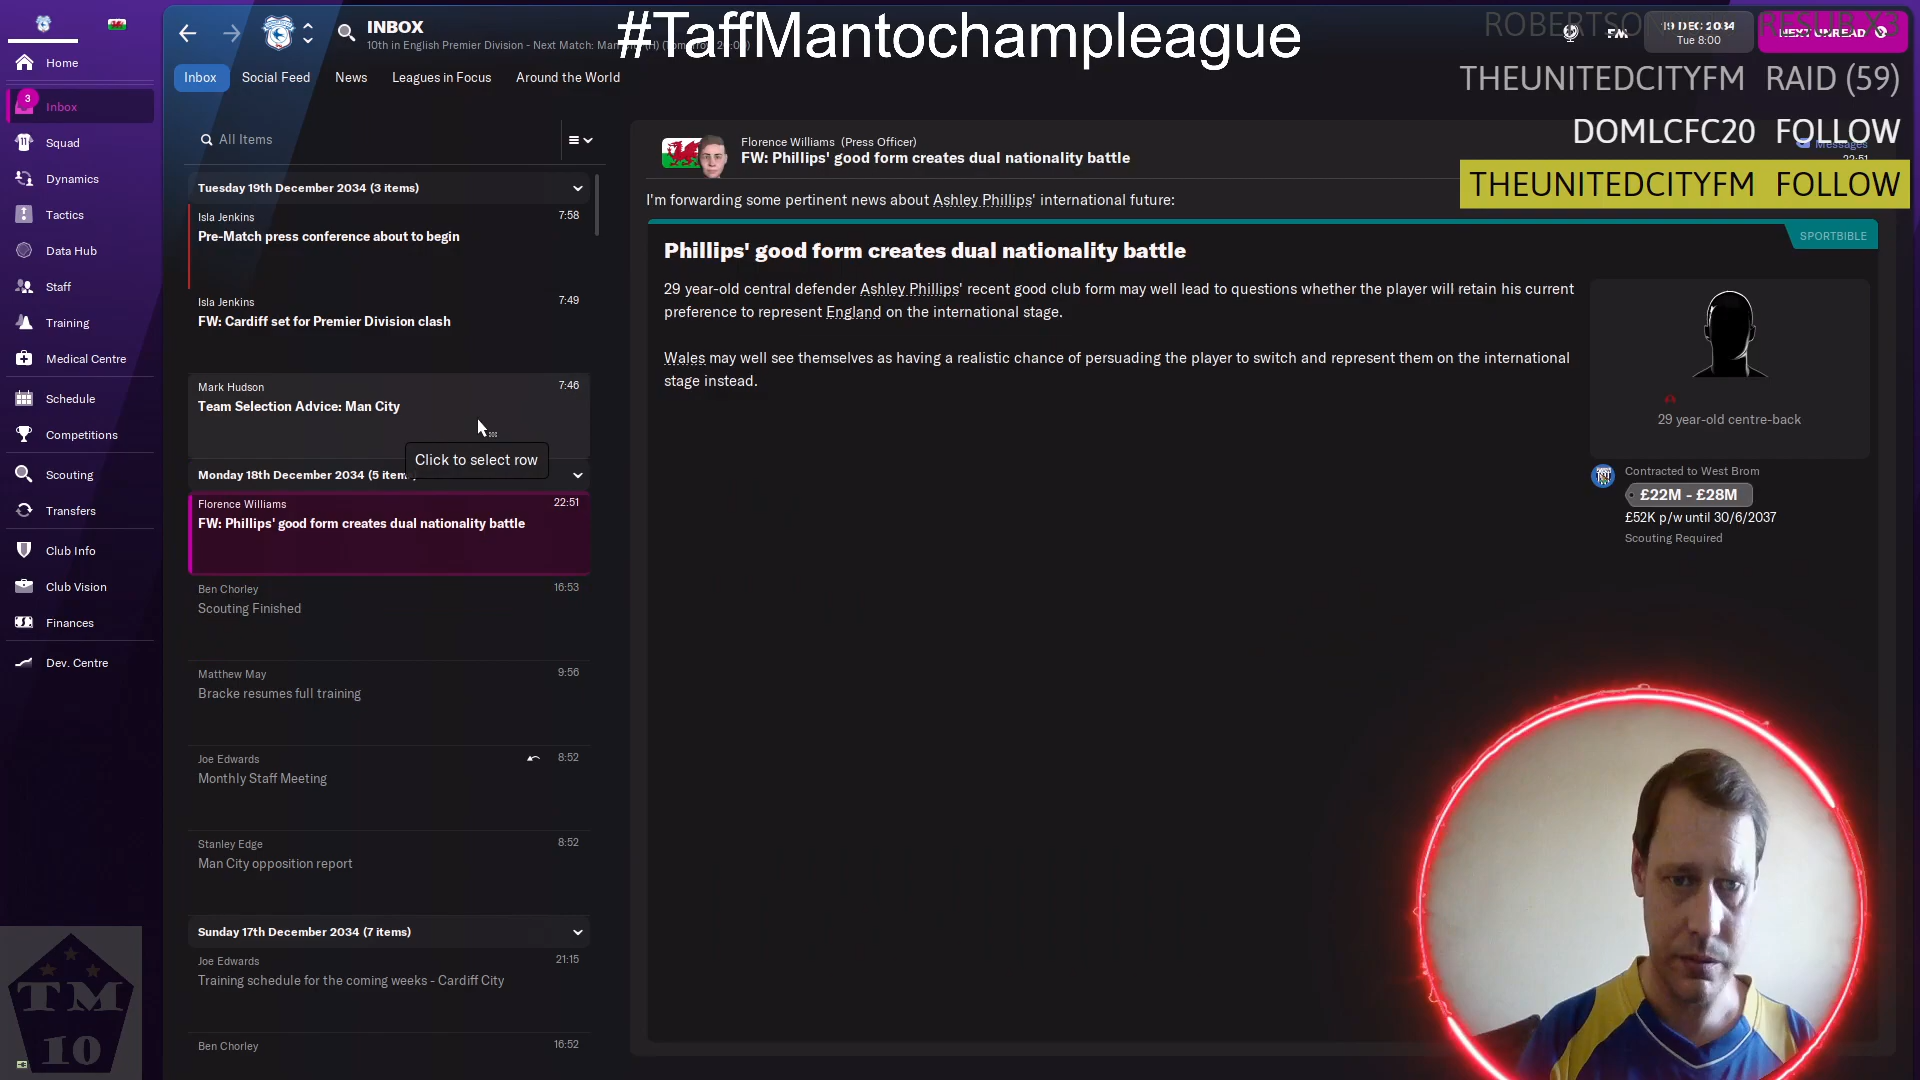 #TaffMantochampleague
INBOX
10th in English Premier Division - Next Match: Man
19 DEC 2034
Tue 8:00
NEXT UNREAD
ROBERTSON
RESUB X3
THEUNITEDCITYFM RAID (59)
DOMLCFC20 FOLLOW
THEUNITEDCITYFM FOLLOW
Home
3
Inbox
Squad
Dynamics
Tactics
Data Hub
Staff
Training
Medical Centre
Schedule
Competitions
Scouting
Transfers
Club Info
Club Vision
Finances
Dev. Centre
TM
10
Inbox
Social Feed
News
Leagues in Focus
Around the World
All Items
Tuesday 19th December 2034 (3 items)
Isla Jenkins 7:58
Pre-Match press conference about to begin
Isla Jenkins 7:49
FW: Cardiff set for Premier Division clash
Mark Hudson 7:46
Team Selection Advice: Man City
Click to select row
Monday 18th December 2034 (5 items
Florence Williams 22:51
FW: Phillips' good form creates dual nationality battle
Ben Chorley 16:53
Scouting Finished
Matthew May 9:56
Bracke resumes full training
Joe Edwards 8:52
Monthly Staff Meeting
Stanley Edge 8:52
Man City opposition report
Sunday 17th December 2034 (7 items)
Joe Edwards 21:15
Training schedule for the coming weeks - Cardiff City
Ben Chorley 16:52
Florence Williams (Press Officer)
FW: Phillips' good form creates dual nationality battle
Messages
22:51
I'm forwarding some pertinent news about Ashley Phillips' international future:
SPORTBIBLE
Phillips' good form creates dual nationality battle
29 year-old central defender Ashley Phillips' recent good club form may well lead to questions whether the player will retain his current
preference to represent England on the international stage.
Wales may well see themselves as having a realistic chance of persuading the player to switch and represent them on the international
stage instead.
29 year-old centre-back
Contracted to West Brom
£22M - £28M
£52K p/w until 30/6/2037
Scouting Required